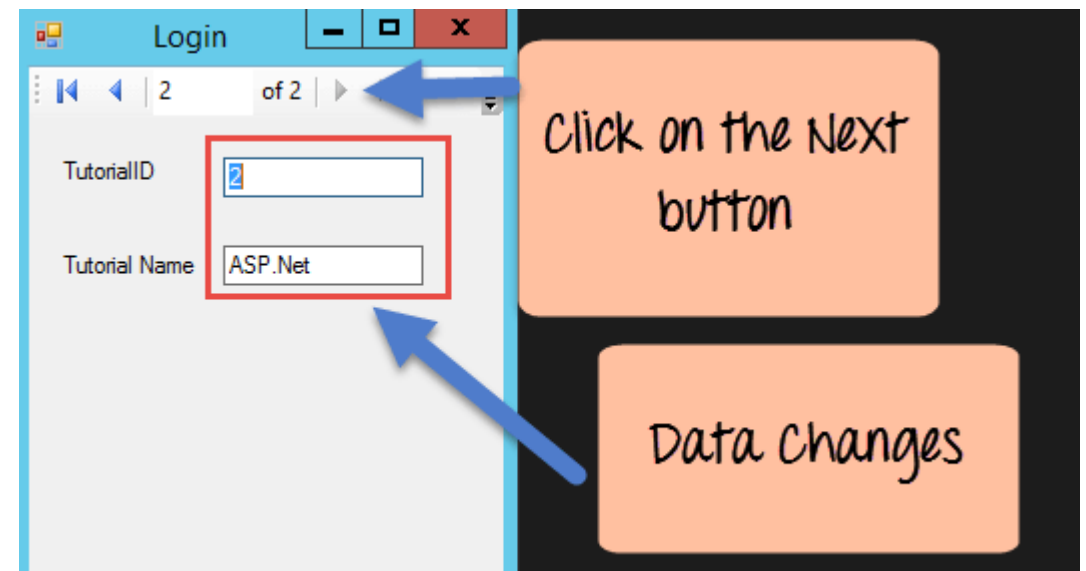 Login
2 of 2
Click on the Next
button
TutorialID 2
Tutorial Name ASP.Net
Data Changes